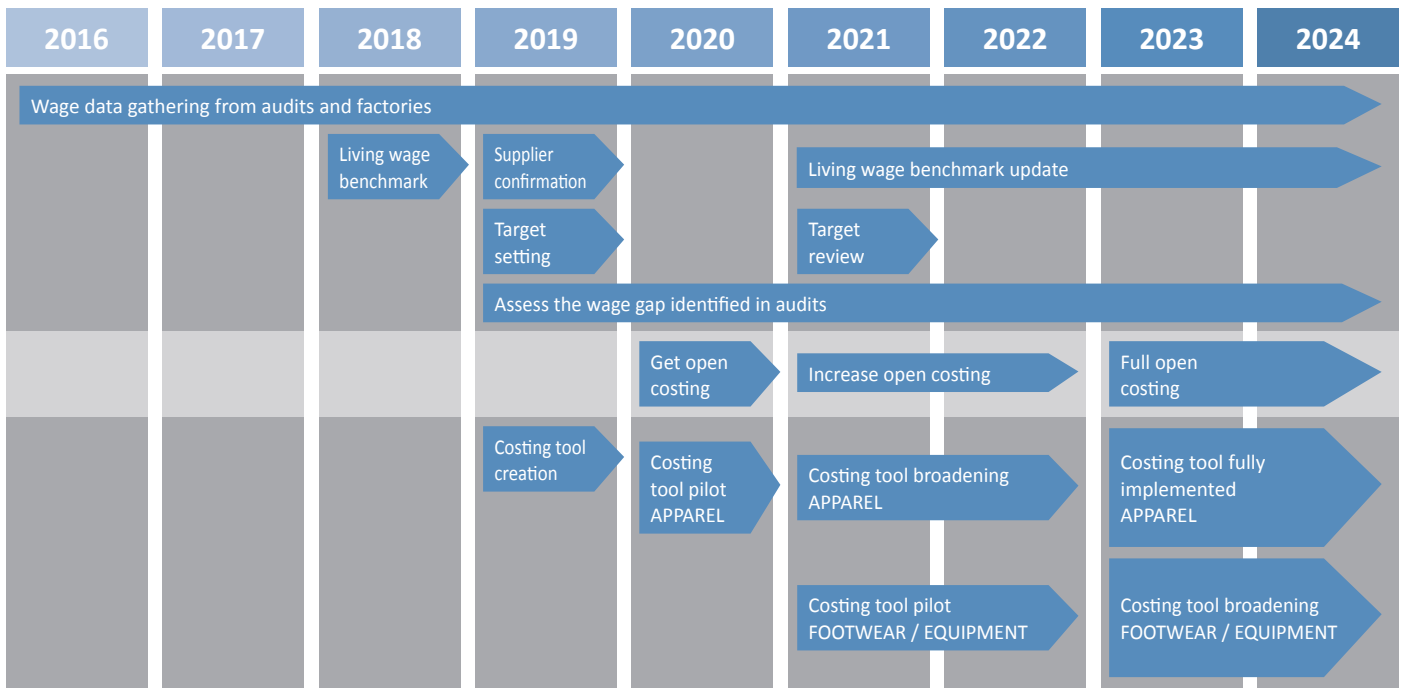 2016 2017 2018 2019 2020 2021 2022 2023 2024
Wage data gathering from audits and factories
Living wage
benchmark
Supplier
confirmation
Living wage benchmark update
Target
setting
Target
review
Assess the wage gap identified in audits
Get open
costing
Increase open costing
Full open
costing
Costing tool
creation
Costing
tool pilot
APPAREL
Costing tool broadening
APPAREL
Costing tool fully
implemented
APPAREL
Costing tool pilot
FOOTWEAR / EQUIPMENT
Costing tool broadening
FOOTWEAR / EQUIPMENT